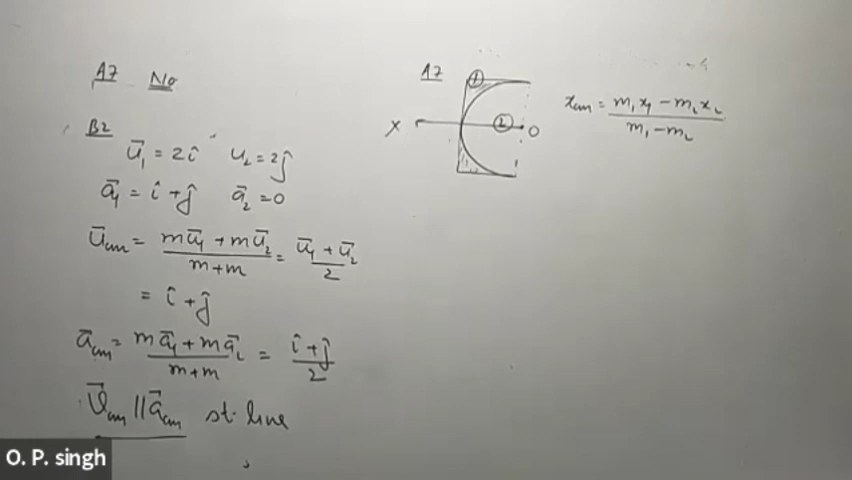 A7 No
B2
u⃗₁ = 2î u₂ = 2ĵ
a⃗₁ = î + ĵ a⃗₂ = 0
u⃗cm = (mu⃗₁ + mu⃗₂)/(m+m) = (u⃗₁ + u⃗₂)/2
= î + ĵ
a⃗cm = (ma⃗₁ + ma⃗₂)/(m+m) = (î + ĵ)/2
v⃗cm || a⃗cm st. line
A7
1
X 2 O
xcm = (m₁x₁ − m₂x₂)/(m₁ − m₂)
O. P. singh